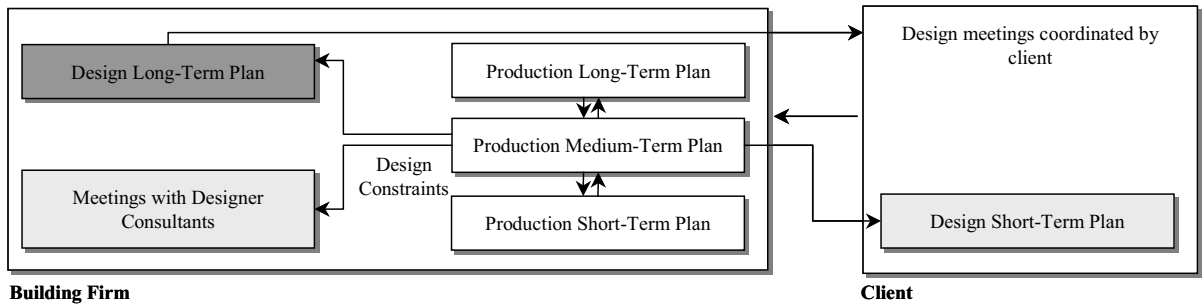 Design Long-Term Plan
Production Long-Term Plan
Production Medium-Term Plan
Design
Constraints
Meetings with Designer
Consultants
Production Short-Term Plan
Building Firm
Design meetings coordinated by
client
Design Short-Term Plan
Client